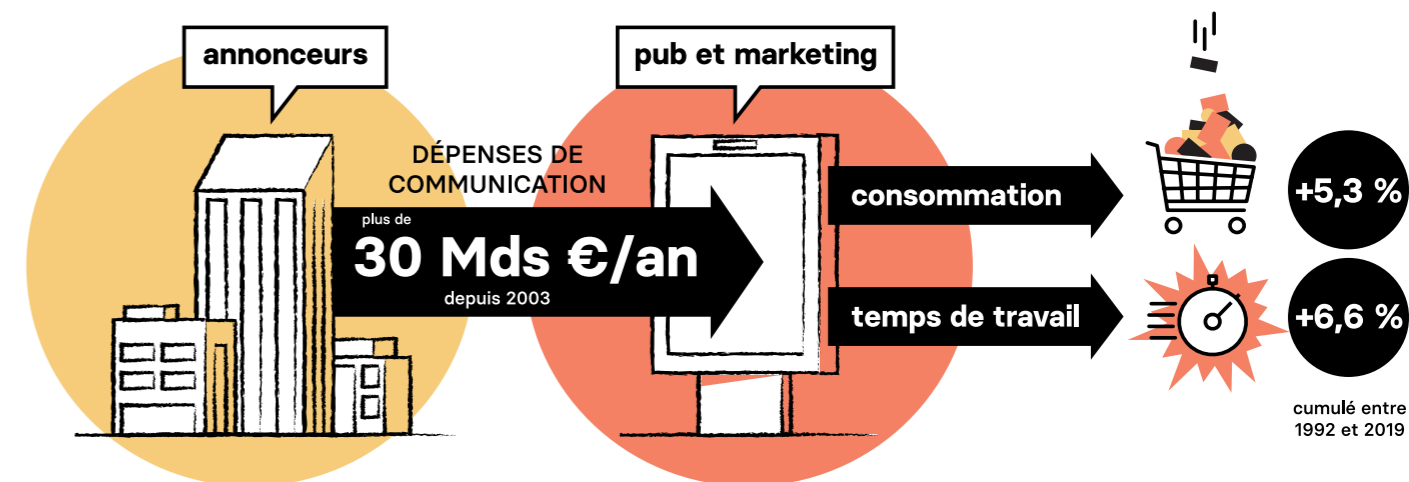 annonceurs
pub et marketing
DÉPENSES DE
COMMUNICATION
plus de
30 Mds €/an
depuis 2003
consommation
+5,3 %
temps de travail
+6,6 %
cumulé entre
1992 et 2019